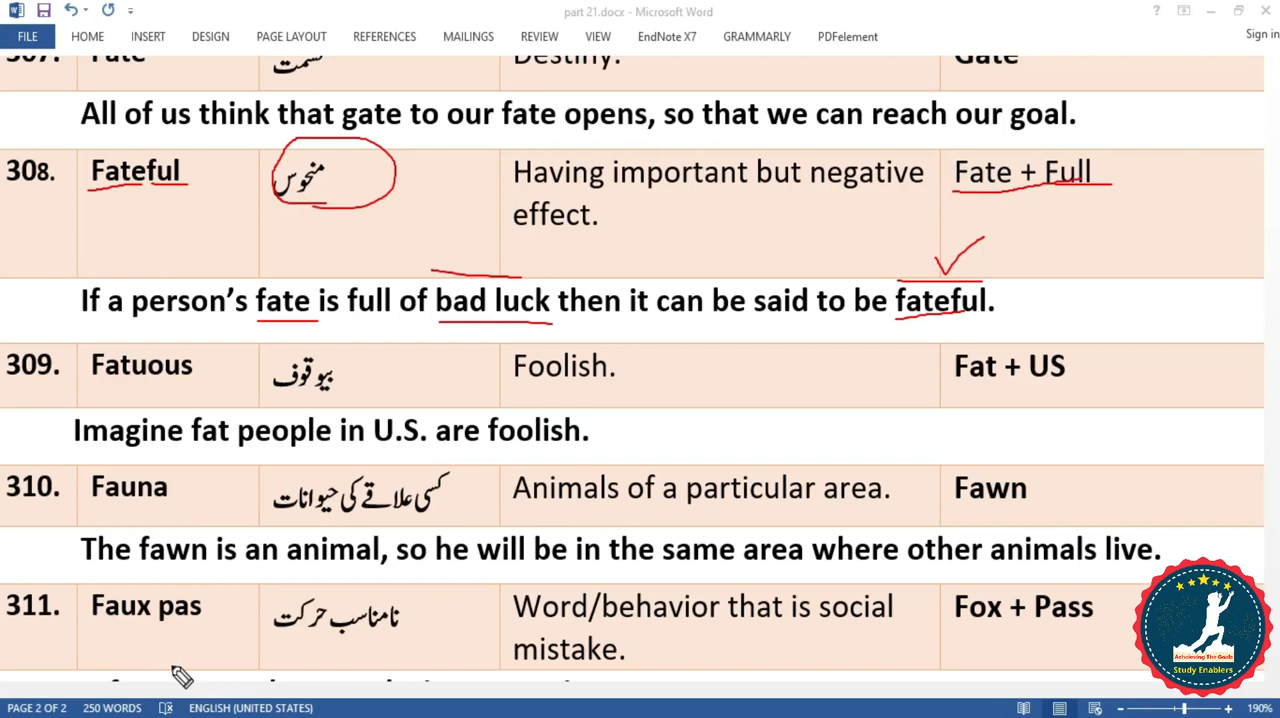 part 21.docx - Microsoft Word
FILE HOME INSERT DESIGN PAGE LAYOUT REFERENCES MAILINGS REVIEW VIEW EndNote X7 GRAMMARLY PDFelement Sign in
307. Fate قسمت Destiny. Gate
All of us think that gate to our fate opens, so that we can reach our goal.
308. Fateful منحوس Having important but negative Fate + Full
effect.
If a person's fate is full of bad luck then it can be said to be fateful.
309. Fatuous بیوقوف Foolish. Fat + US
Imagine fat people in U.S. are foolish.
310. Fauna کسی علاقے کی حیوانات Animals of a particular area. Fawn
The fawn is an animal, so he will be in the same area where other animals live.
311. Faux pas نامناسب حرکت Word/behavior that is social Fox + Pass
mistake.
Achieving The Goals
Study Enablers
PAGE 2 OF 2 250 WORDS ENGLISH (UNITED STATES) 190%